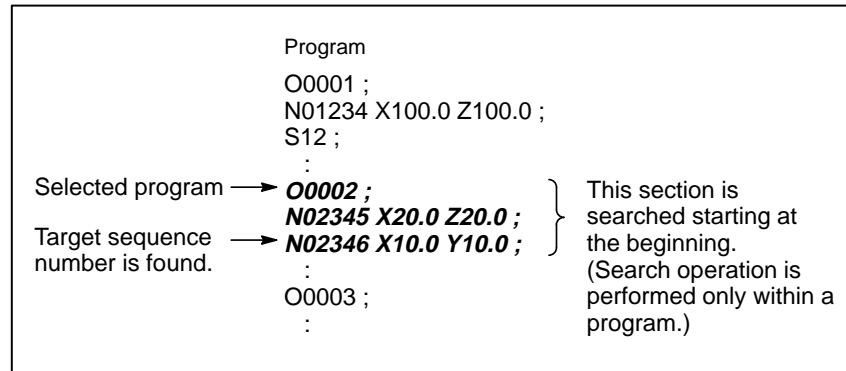 Program
O0001 ;
N01234 X100.0 Z100.0 ;
S12 ;
:
Selected program
O0002 ;
N02345 X20.0 Z20.0 ;
Target sequence
number is found.
N02346 X10.0 Y10.0 ;
:
O0003 ;
:
This section is
searched starting at
the beginning.
(Search operation is
performed only within a
program.)